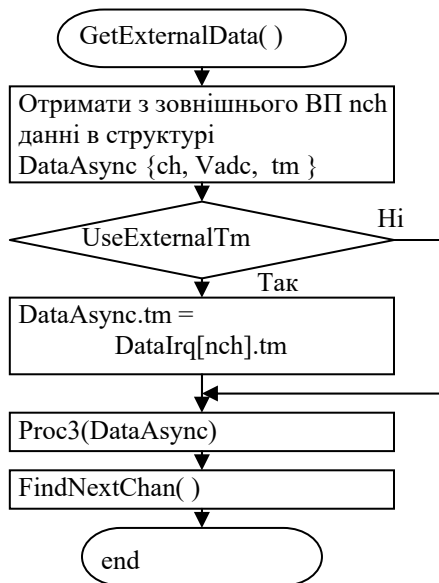 GetExternalData( )
Отримати з зовнішнього ВП nch
данні в структурі
DataAsync {ch, Vadc, tm }
Ні
UseExternalTm
Так
DataAsync.tm =
DataIrq[nch].tm
Proc3(DataAsync)
FindNextChan( )
end